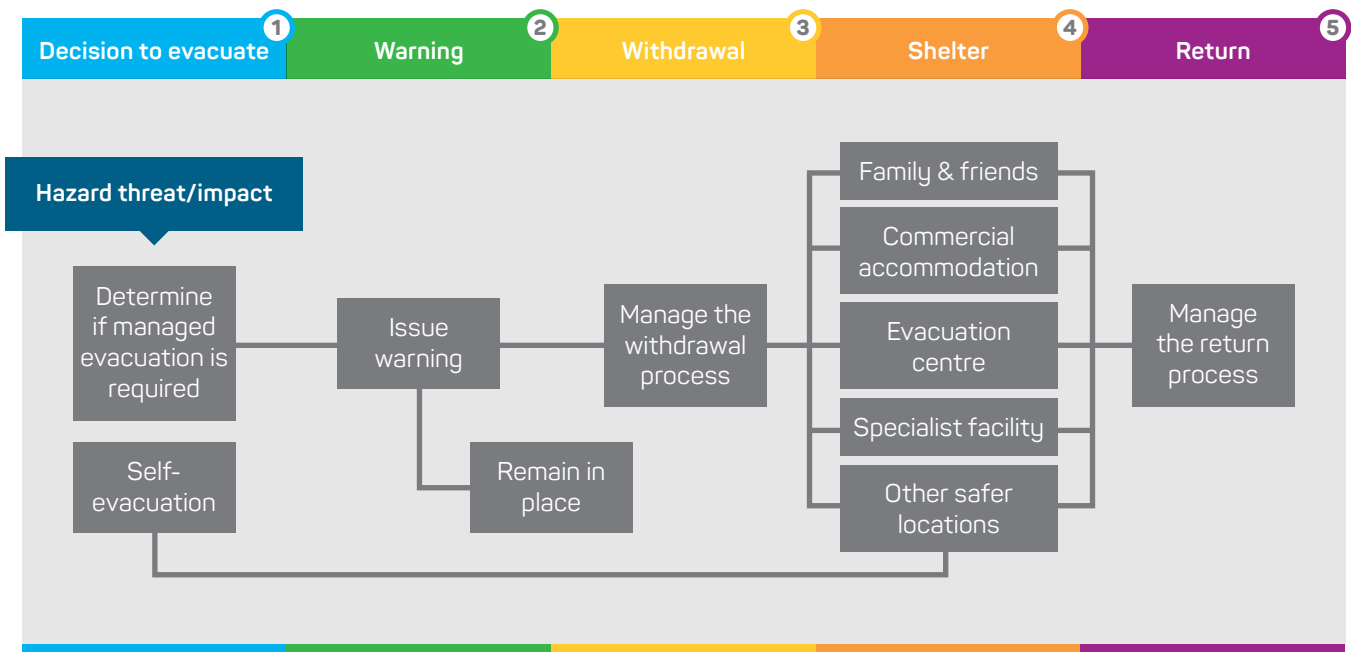 1
2
3
4
5
Decision to evacuate
Warning
Withdrawal
Shelter
Return
Hazard threat/impact
Determine
if managed
evacuation is
required
Self-
evacuation
Issue
warning
Remain in
place
Manage the
withdrawal
process
Family & friends
Commercial
accommodation
Evacuation
centre
Specialist facility
Other safer
locations
Manage
the return
process